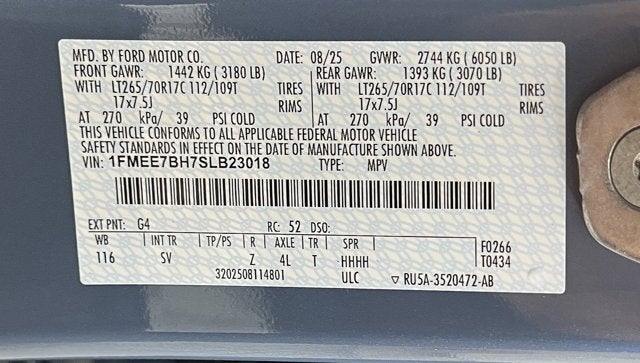 MFD. BY FORD MOTOR CO. DATE: 08/25 GVWR: 2744 KG ( 6050 LB)
FRONT GAWR: 1442 KG ( 3180 LB) REAR GAWR: 1393 KG ( 3070 LB)
WITH LT265/70R17C 112/109T TIRES WITH LT265/70R17C 112/109T TIRES
17x7.5J RIMS 17x7.5J RIMS
AT 270 kPa/ 39 PSI COLD AT 270 kPa/ 39 PSI COLD
THIS VEHICLE CONFORMS TO ALL APPLICABLE FEDERAL MOTOR VEHICLE
SAFETY STANDARDS IN EFFECT ON THE DATE OF MANUFACTURE SHOWN ABOVE.
VIN: 1FMEE7BH7SLB23018 TYPE: MPV
EXT PNT: G4 RC: 52 DSO:
WB INT TR TP/PS R AXLE TR SPR F0266
116 SV Z 4L T HHHH T0434
3202508114801 ULC ▽ RU5A-3520472-AB